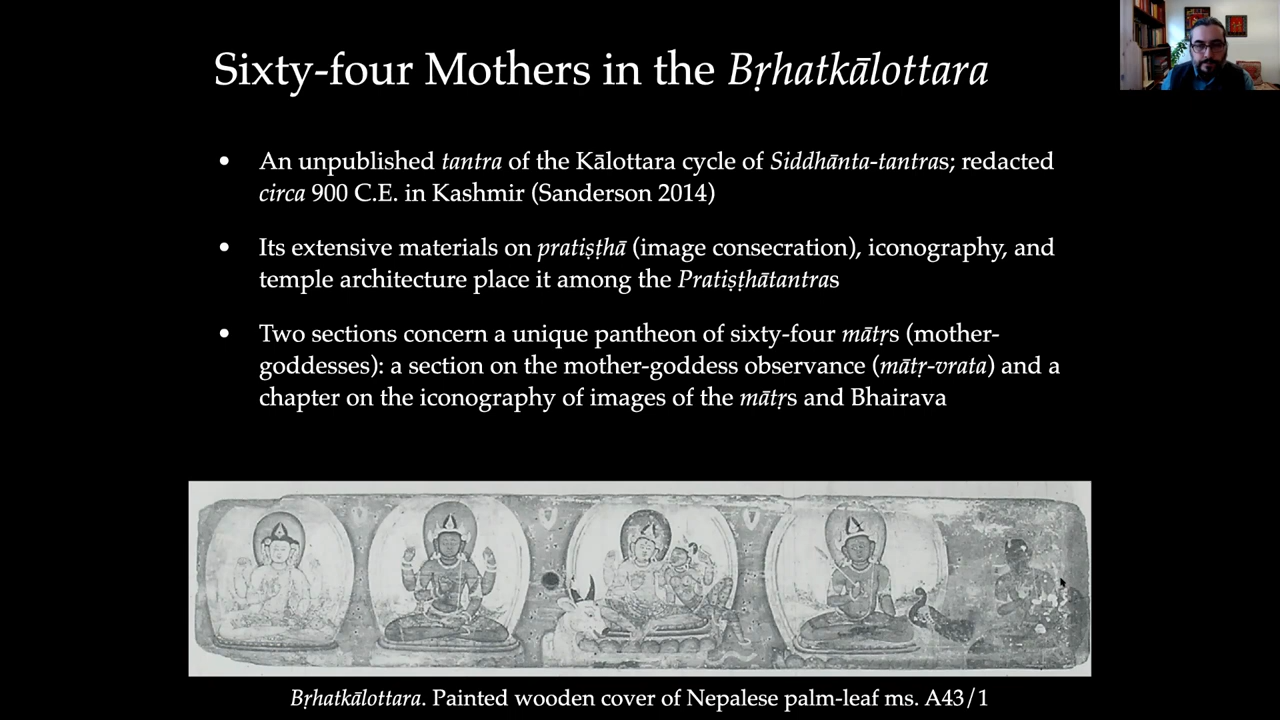 Sixty-four Mothers in the Bṛhatkālottara
• An unpublished tantra of the Kālottara cycle of Siddhānta-tantras; redacted
circa 900 C.E. in Kashmir (Sanderson 2014)
• Its extensive materials on pratiṣṭhā (image consecration), iconography, and
temple architecture place it among the Pratiṣṭhātantras
• Two sections concern a unique pantheon of sixty-four mātṛs (mother-
goddesses): a section on the mother-goddess observance (mātṛ-vrata) and a
chapter on the iconography of images of the mātṛs and Bhairava
Bṛhatkālottara. Painted wooden cover of Nepalese palm-leaf ms. A43/1